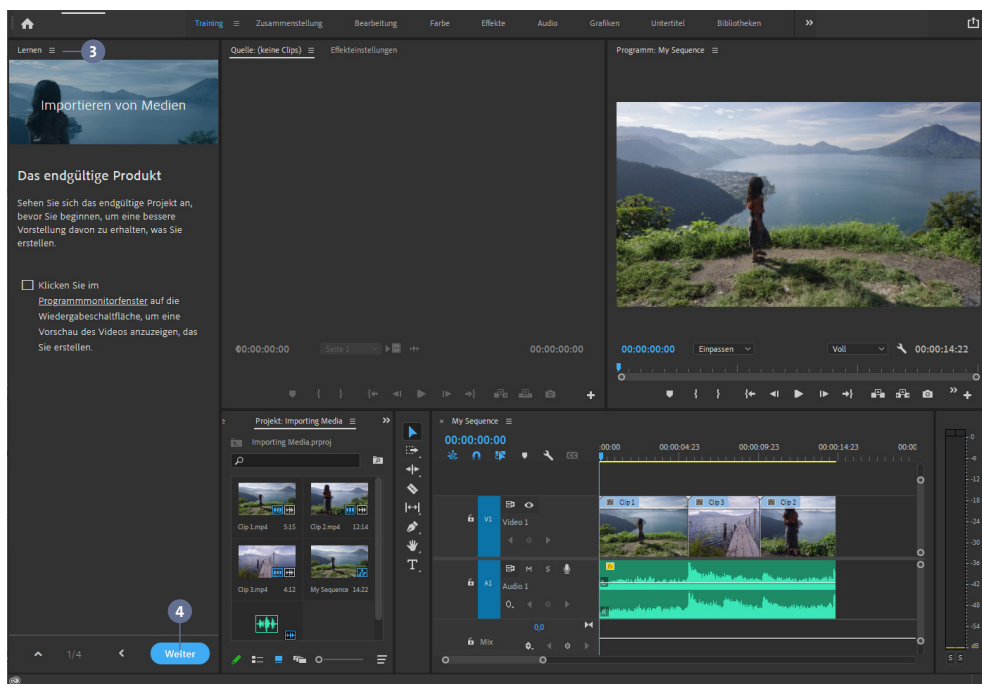 Training Zusammenstellung Bearbeitung Farbe Effekte Audio Grafiken Untertitel Bibliotheken
Lernen
3
Importieren von Medien
Das endgültige Produkt
Sehen Sie sich das endgültige Projekt an,
bevor Sie beginnen, um eine bessere
Vorstellung davon zu erhalten, was Sie
erstellen.
Klicken Sie im
Programmmonitorfenster auf die
Wiedergabeschaltfläche, um eine
Vorschau des Videos anzuzeigen, das
Sie erstellen.
4
1/4
Weiter
Quelle: (keine Clips) Effekteinstellungen
00:00:00:00 Seite 1 00:00:00:00
Programm: My Sequence
00:00:00:00 Einpassen Voll 00:00:14:22
Projekt: Importing Media
Importing Media.prproj
Clip 1.mp4 5:15 Clip 2.mp4 12:14
Clip 3.mp4 4:12 My Sequence 14:22
My Sequence
00:00:00:00
:00:00 00:00:04:23 00:00:09:23 00:00:14:23 00:00
Clip 1 Clip 3 Clip 2
V1 Video 1
fx
A1 M S
Audio 1
0,0
Mix
0
-6
-12
-18
-24
-30
-36
-42
-48
-54
dB
S S